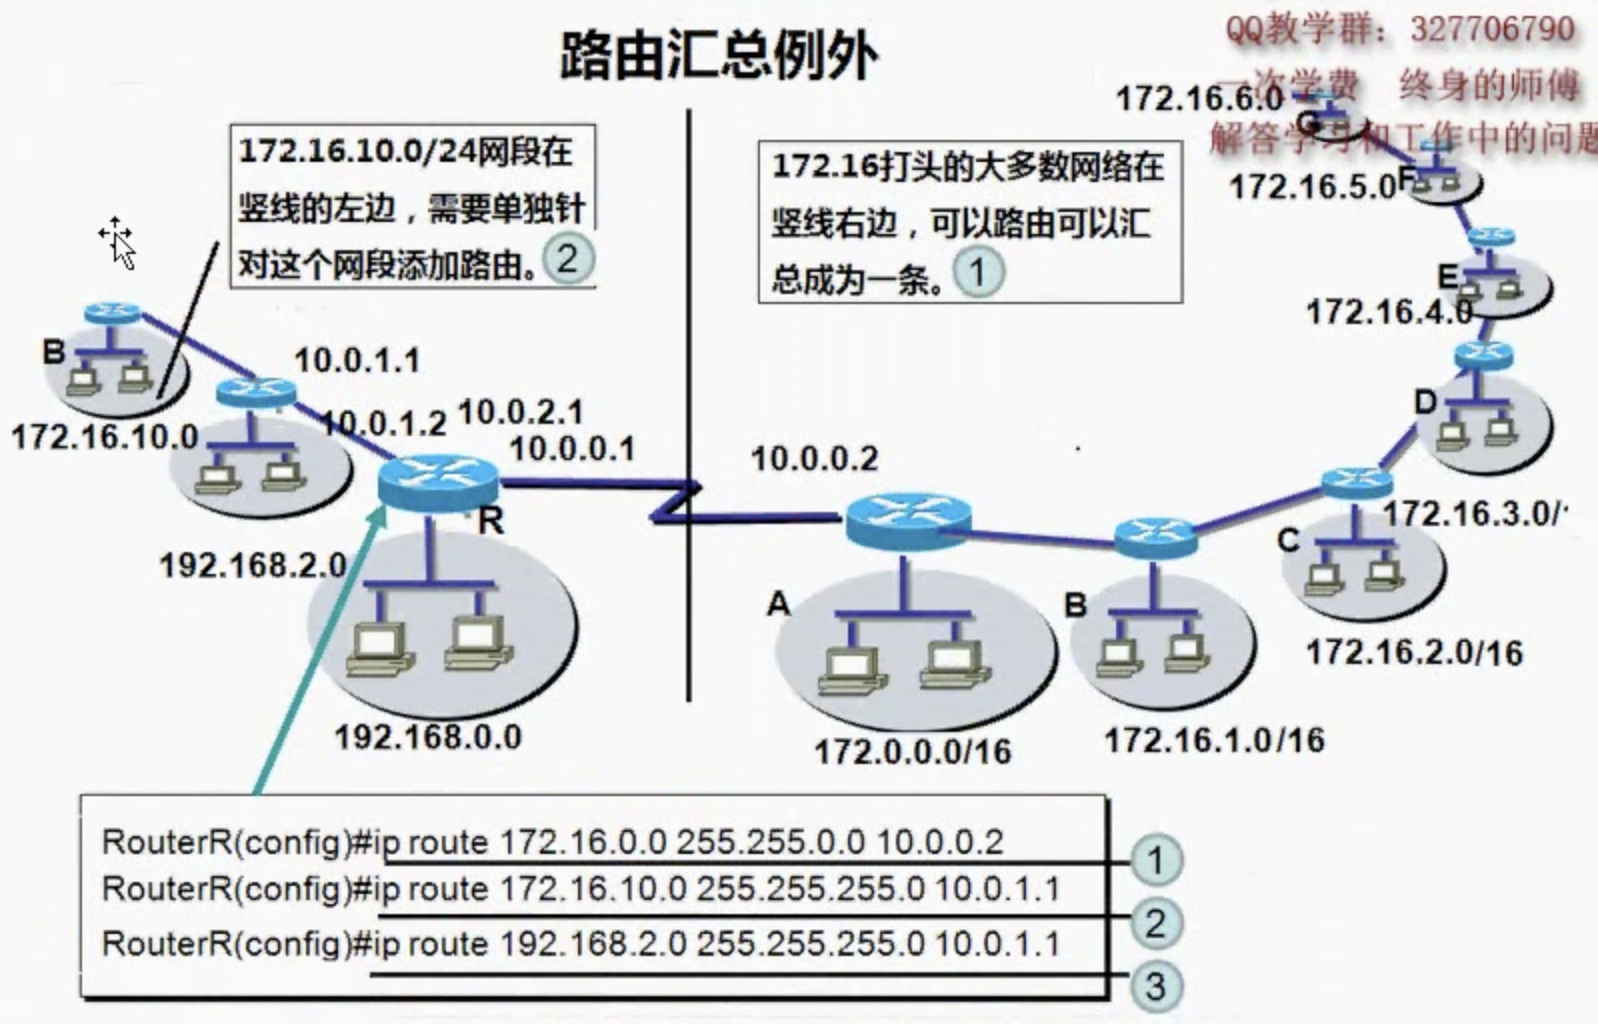 路由汇总例外
QQ教学群：327706790
一次学费 终身的师傅
解答学习和工作中的问题
172.16.10.0/24网段在
竖线的左边，需要单独针
对这个网段添加路由。 2
172.16打头的大多数网络在
竖线右边，可以路由可以汇
总成为一条。 1
172.16.6.0
G
172.16.5.0
F
E
172.16.4.0
D
172.16.3.0/
C
172.16.2.0/16
B
172.16.10.0
10.0.1.1
10.0.1.2
10.0.2.1
10.0.0.1
10.0.0.2
R
192.168.2.0
192.168.0.0
A
172.0.0.0/16
B
172.16.1.0/16
RouterR(config)#ip route 172.16.0.0 255.255.0.0 10.0.0.2
1
RouterR(config)#ip route 172.16.10.0 255.255.255.0 10.0.1.1
2
RouterR(config)#ip route 192.168.2.0 255.255.255.0 10.0.1.1
3